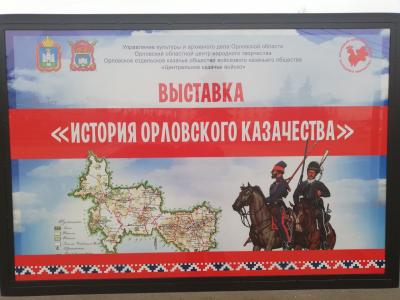 Управление культуры и архивного дела Орловской области
Орловский областной центр народного творчества
Орловское отдельское казачье общество войскового казачьего общества
«Центральное казачье войско»
ВЫСТАВКА
«ИСТОРИЯ ОРЛОВСКОГО КАЗАЧЕСТВА»